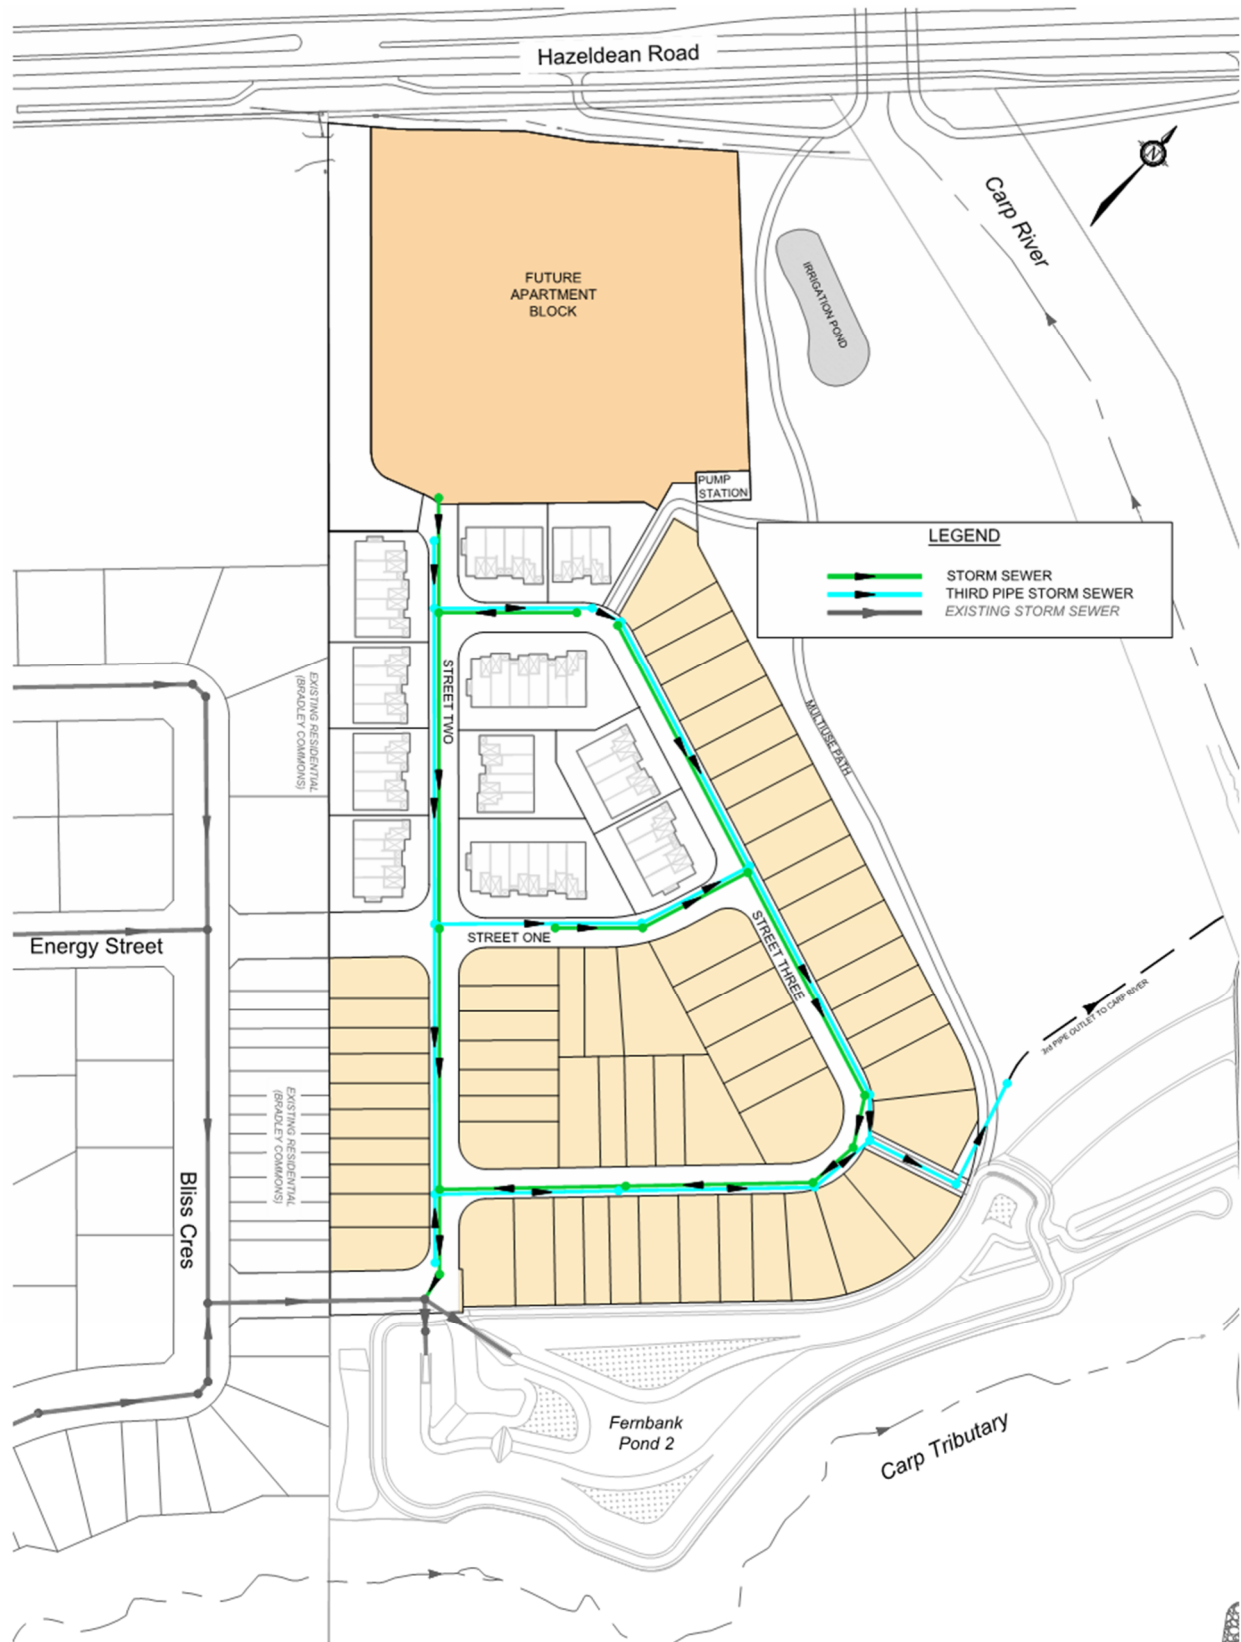 Hazeldean Road
N
Carp River
IRRIGATION POND
FUTURE
APARTMENT
BLOCK
PUMP
STATION
LEGEND
STORM SEWER
THIRD PIPE STORM SEWER
EXISTING STORM SEWER
STREET TWO
EXISTING RESIDENTIAL
(BRADLEY COMMONS)
MULTIUSE PATH
Energy Street
STREET ONE
STREET THREE
3rd PIPE OUTLET TO CARP RIVER
EXISTING RESIDENTIAL
(BRADLEY COMMONS)
Bliss Cres
Fernbank
Pond 2
Carp Tributary